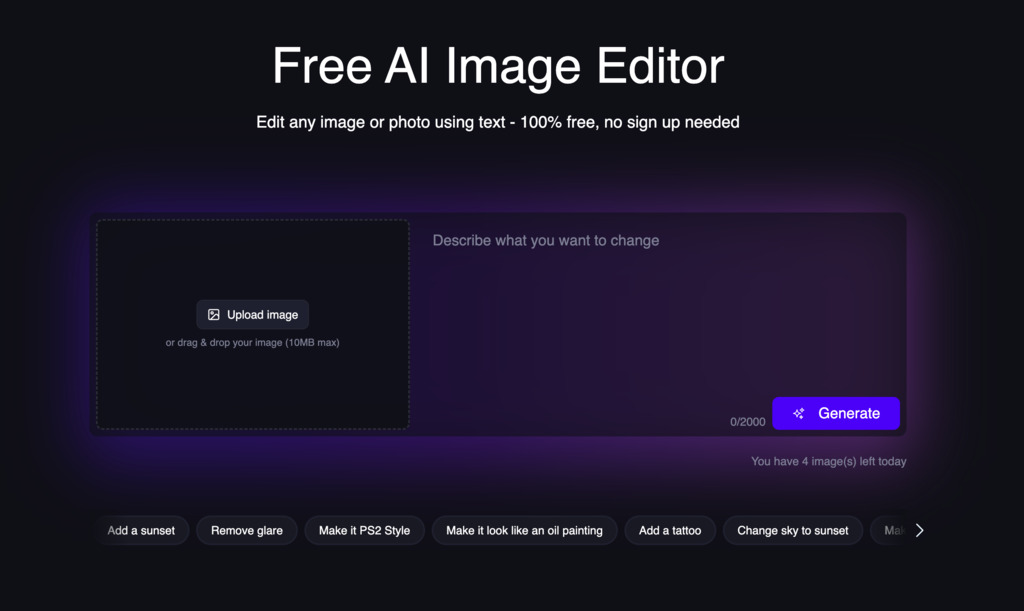 Free AI Image Editor
Edit any image or photo using text - 100% free, no sign up needed
Describe what you want to change
Upload image
or drag & drop your image (10MB max)
0/2000
Generate
You have 4 image(s) left today
Add a sunset
Remove glare
Make it PS2 Style
Make it look like an oil painting
Add a tattoo
Change sky to sunset